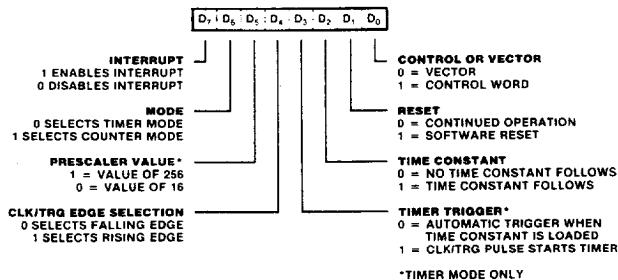 D7 D6 D5 D4 D3 D2 D1 D0
INTERRUPT
1 ENABLES INTERRUPT
0 DISABLES INTERRUPT
MODE
0 SELECTS TIMER MODE
1 SELECTS COUNTER MODE
PRESCALER VALUE*
1 = VALUE OF 256
0 = VALUE OF 16
CLK/TRG EDGE SELECTION
0 SELECTS FALLING EDGE
1 SELECTS RISING EDGE
CONTROL OR VECTOR
0 = VECTOR
1 = CONTROL WORD
RESET
0 = CONTINUED OPERATION
1 = SOFTWARE RESET
TIME CONSTANT
0 = NO TIME CONSTANT FOLLOWS
1 = TIME CONSTANT FOLLOWS
TIMER TRIGGER*
0 = AUTOMATIC TRIGGER WHEN
TIME CONSTANT IS LOADED
1 = CLK/TRG PULSE STARTS TIMER
*TIMER MODE ONLY